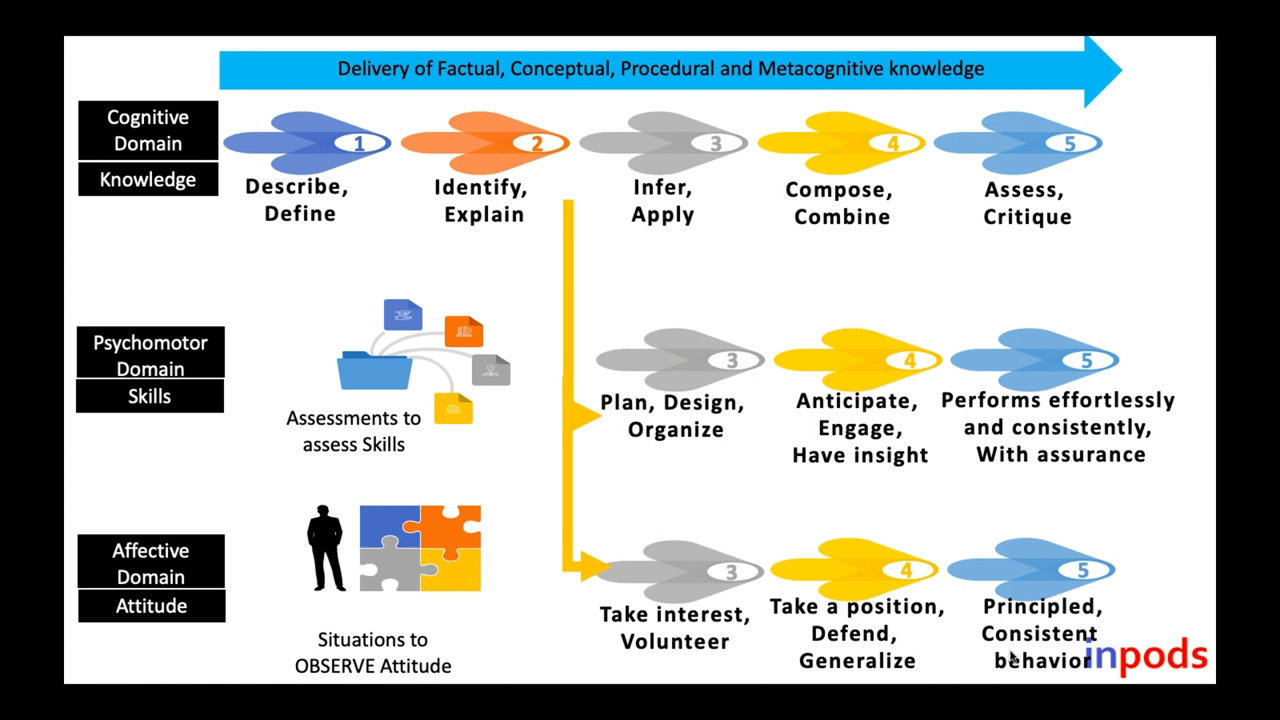 Delivery of Factual, Conceptual, Procedural and Metacognitive knowledge
Cognitive
Domain
Knowledge
1
2
3
4
5
Describe,
Define
Identify,
Explain
Infer,
Apply
Compose,
Combine
Assess,
Critique
Psychomotor
Domain
Skills
Assessments to
assess Skills
3
4
5
Plan, Design,
Organize
Anticipate,
Engage,
Have insight
Performs effortlessly
and consistently,
With assurance
Affective
Domain
Attitude
Situations to
OBSERVE Attitude
3
4
5
Take interest,
Volunteer
Take a position,
Defend,
Generalize
Principled,
Consistent
behavior
inpods